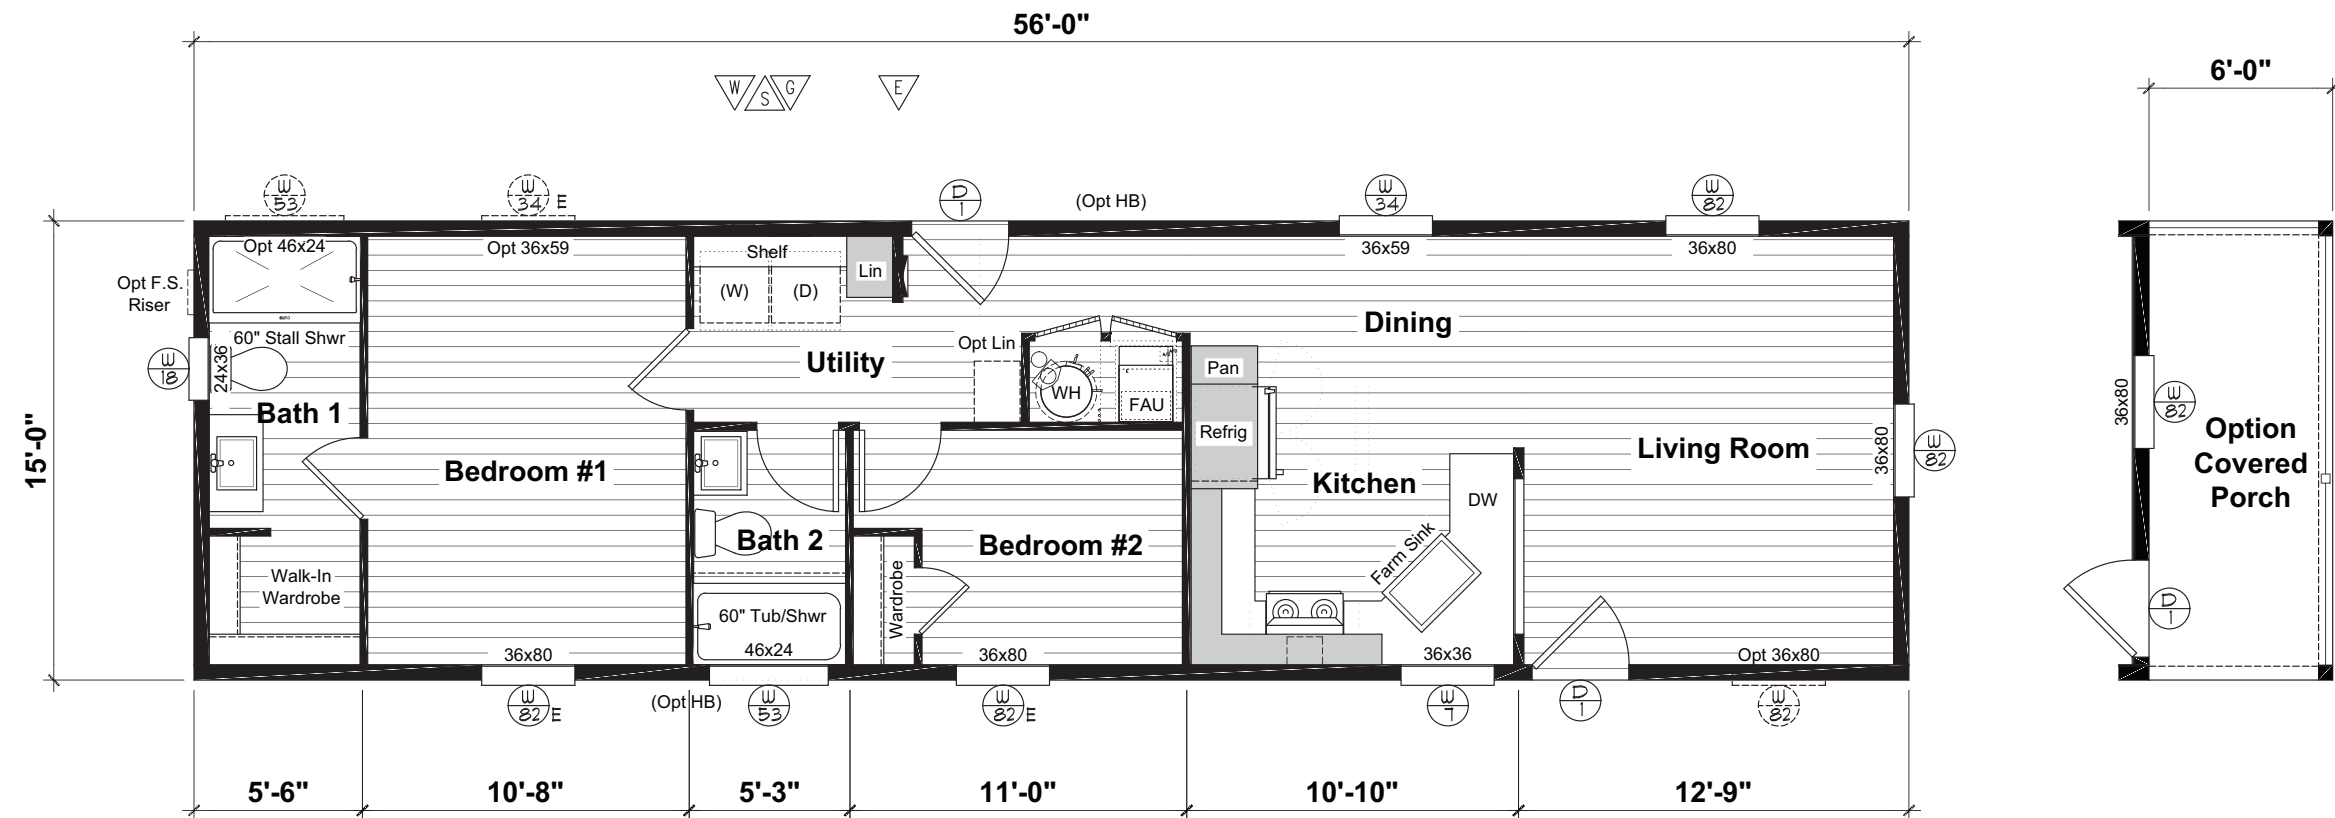 56'-0"
6'-0"
W
S
G
E
W
53
W
34
E
D
1
(Opt HB)
W
34
W
82
Opt 46x24
Opt 36x59
Shelf
36x59
36x80
Opt F.S.
Riser
(W)
(D)
Lin
60" Stall Shwr
Dining
Opt Lin
Utility
W
18
24x36
Pan
WH
FAU
Bath 1
36x80
W
82
Refrig
15'-0"
Option
Covered
Porch
Living Room
36x80
W
82
Bedroom #1
Kitchen
DW
Bath 2
Bedroom #2
Farm Sink
Walk-In
Wardrobe
Wardrobe
D
1
60" Tub/Shwr
46x24
36x80
36x80
36x36
Opt 36x80
W
82
E
(Opt HB)
W
53
W
82
E
W
7
D
1
W
82
5'-6"
10'-8"
5'-3"
11'-0"
10'-10"
12'-9"